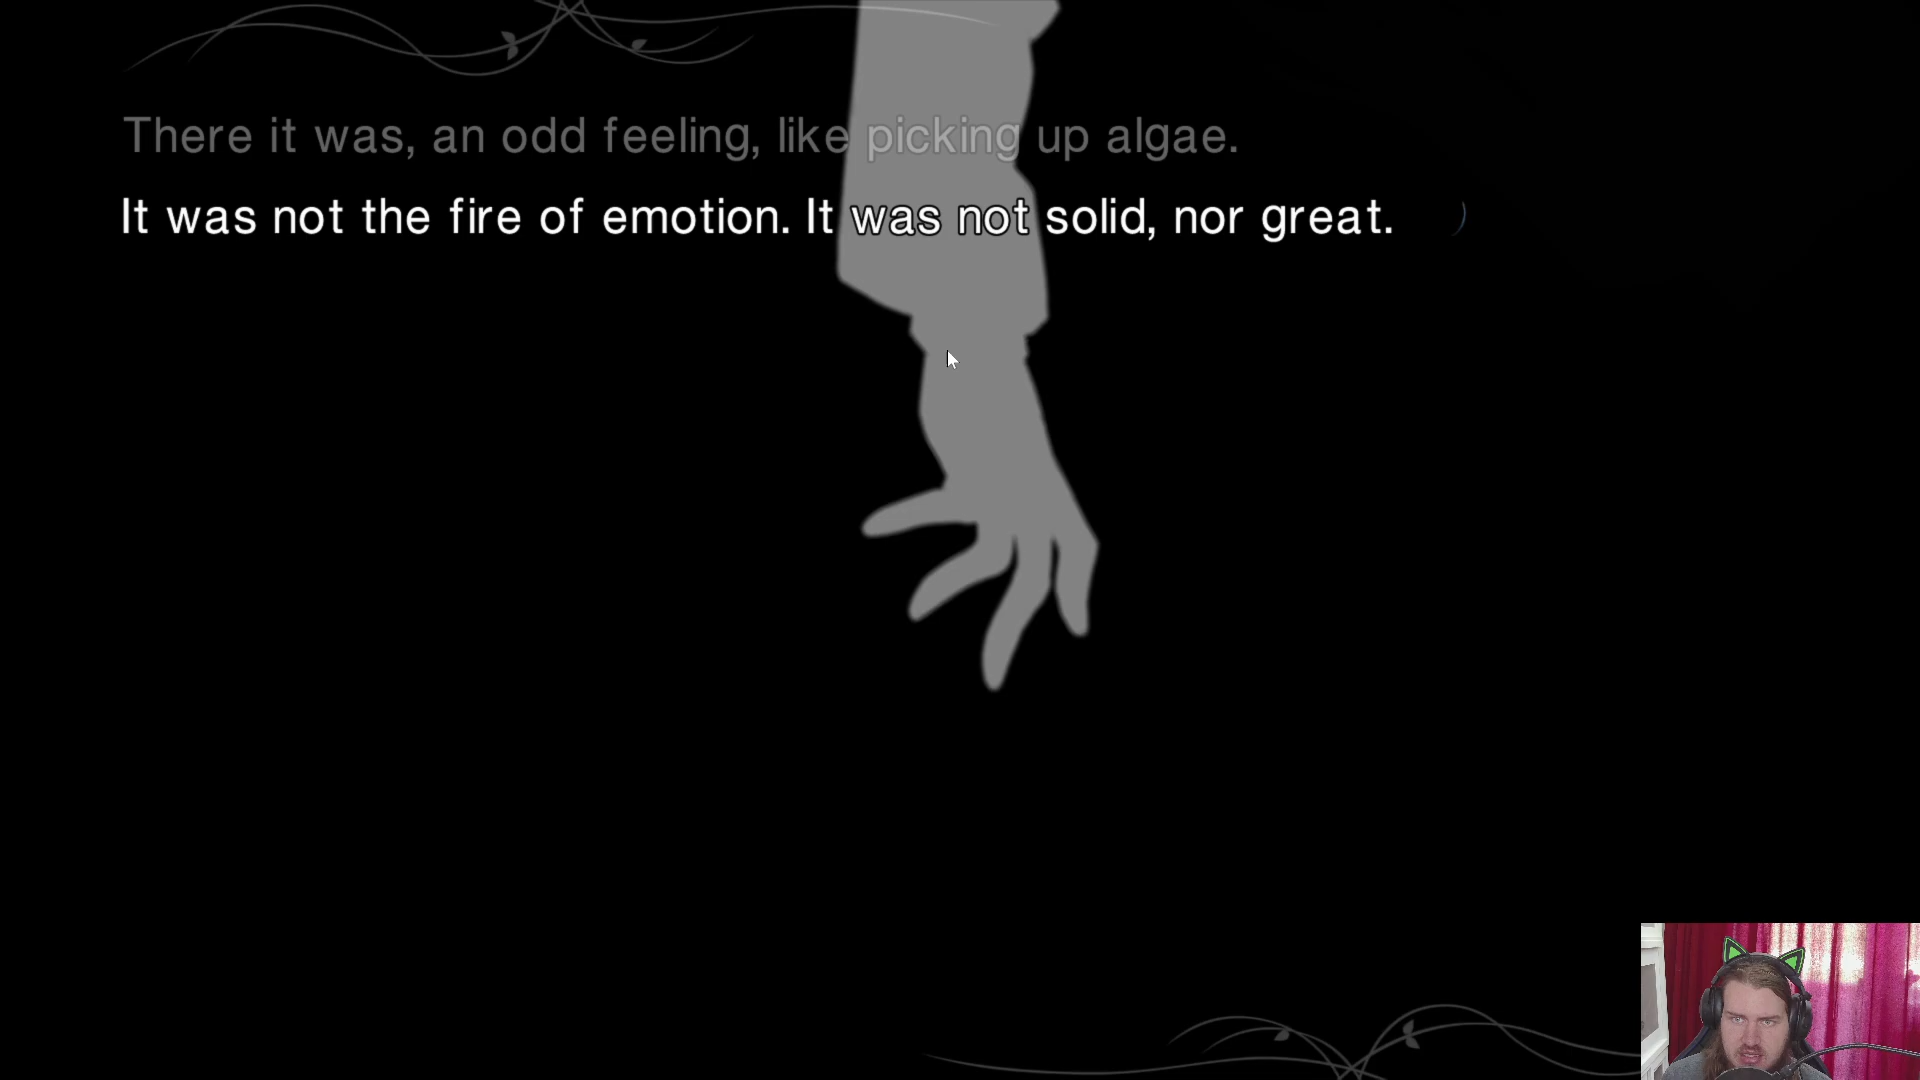 There it was, an odd feeling, like picking up algae.
It was not the fire of emotion. It was not solid, nor great.